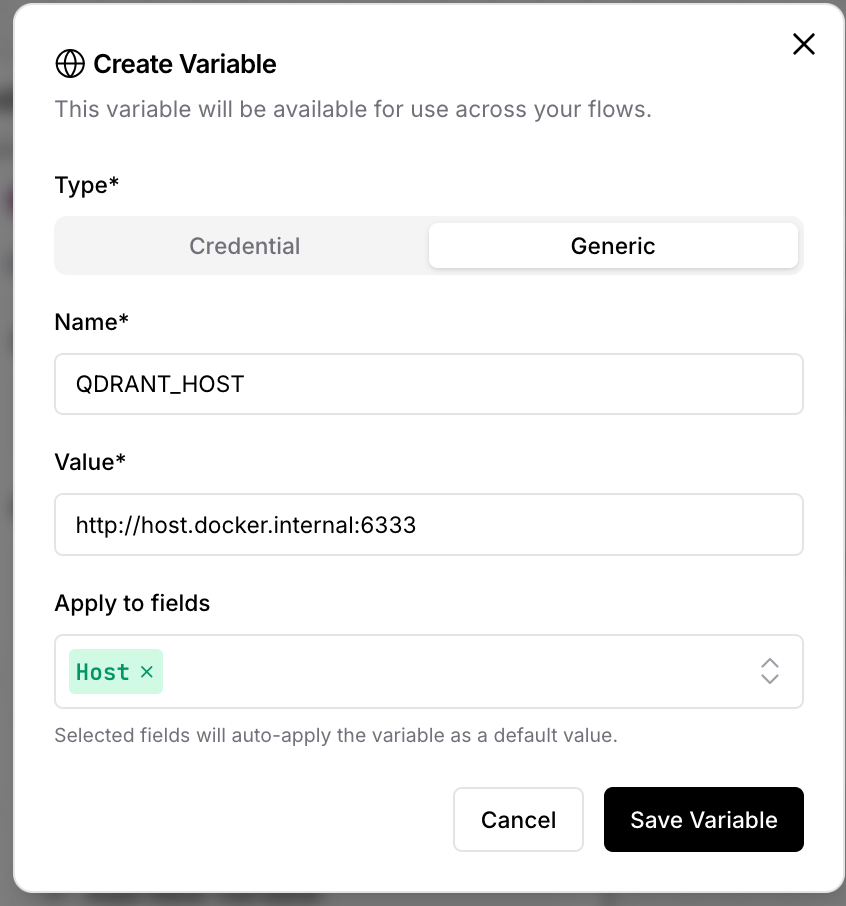 Create Variable
This variable will be available for use across your flows.
Type*
Credential
Generic
Name*
QDRANT_HOST
Value*
http://host.docker.internal:6333
Apply to fields
Host ×
Selected fields will auto-apply the variable as a default value.
Cancel
Save Variable